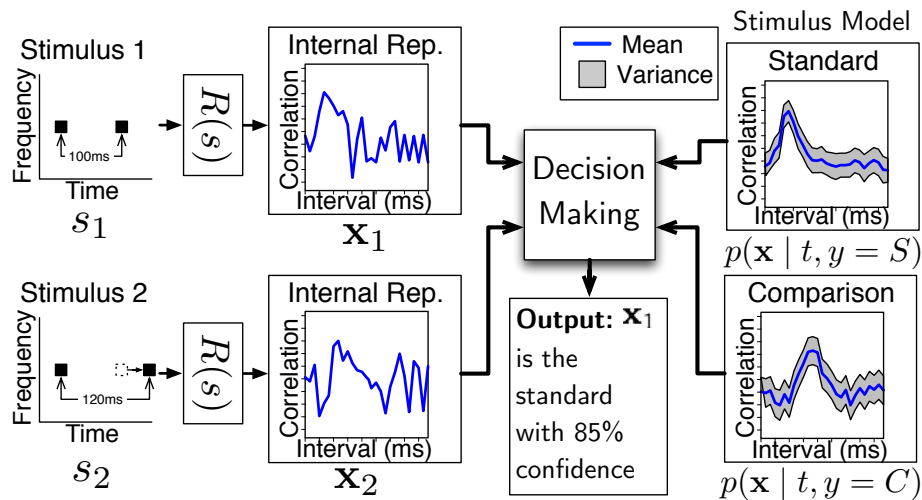 Stimulus 1
Frequency
100ms
Time
s₁
R(s)
Internal Rep.
Correlation
Interval (ms)
x₁
Mean
Variance
Stimulus Model
Standard
Correlation
Interval (ms)
p(x | t, y = S)
Decision
Making
Stimulus 2
Frequency
120ms
Time
s₂
R(s)
Internal Rep.
Correlation
Interval (ms)
x₂
Output: x₁
is the
standard
with 85%
confidence
Comparison
Correlation
Interval (ms)
p(x | t, y = C)